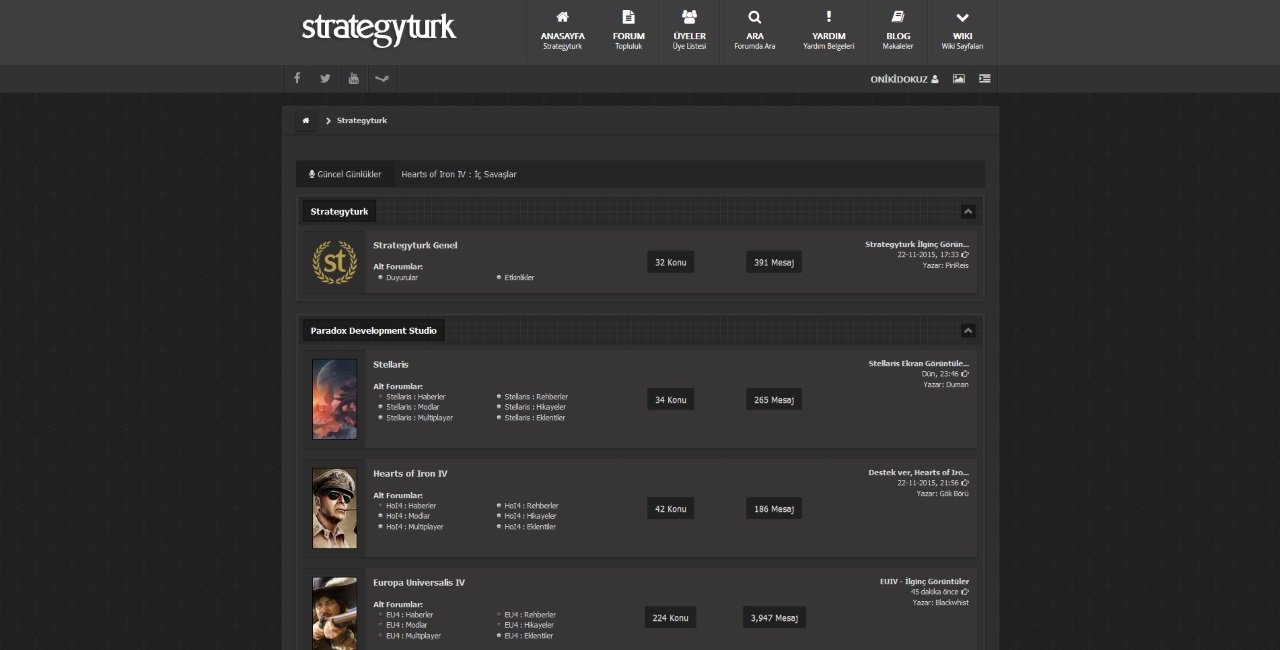 strategyturk
ANASAYFA
Strategyturk
FORUM
Topluluk
ÜYELER
Üye Listesi
ARA
Forumda Ara
YARDIM
Yardım Belgeleri
BLOG
Makaleler
WIKI
Wiki Sayfaları
ONİKİDOKUZ
Strategyturk
Güncel Günlükler
Hearts of Iron IV : İç Savaşlar
Strategyturk
st
Strategyturk Genel
Alt Forumlar:
Duyurular
Etkinlikler
32 Konu
391 Mesaj
Strategyturk İlginç Görün...
22-11-2015, 17:33
Yazar: PiriReis
Paradox Development Studio
Stellaris
Alt Forumlar:
Stellaris : Haberler
Stellaris : Rehberler
Stellaris : Modlar
Stellaris : Hikayeler
Stellaris : Multiplayer
Stellaris : Eklentiler
34 Konu
265 Mesaj
Stellaris Ekran Görüntüle...
Dün, 23:46
Yazar: Duman
Hearts of Iron IV
Alt Forumlar:
HoI4 : Haberler
HoI4 : Rehberler
HoI4 : Modlar
HoI4 : Hikayeler
HoI4 : Multiplayer
HoI4 : Eklentiler
42 Konu
186 Mesaj
Destek ver, Hearts of Iro...
22-11-2015, 21:56
Yazar: Gök Börü
Europa Universalis IV
Alt Forumlar:
EU4 : Haberler
EU4 : Rehberler
EU4 : Modlar
EU4 : Hikayeler
EU4 : Multiplayer
EU4 : Eklentiler
224 Konu
3,947 Mesaj
EUIV - İlginç Görüntüler
45 dakika önce
Yazar: Blackwhist